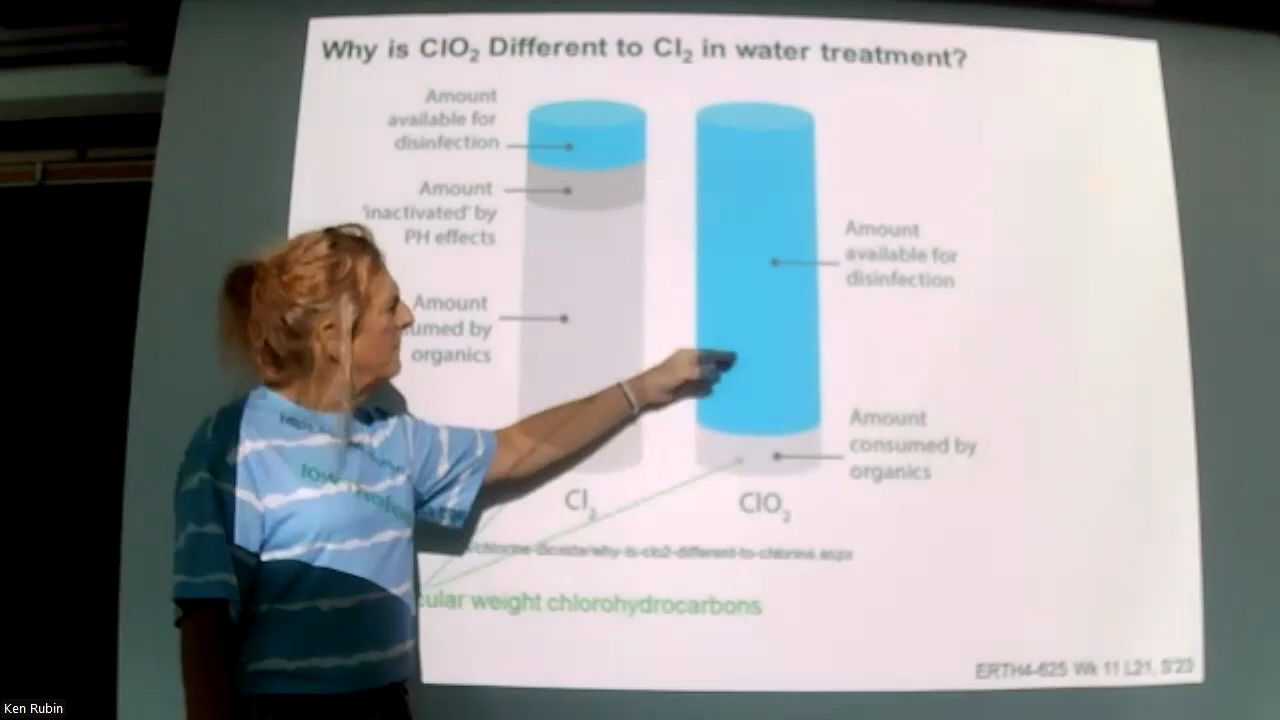 Why is ClO₂ Different to Cl₂ in water treatment?
Amount
available for
disinfection
Amount
'inactivated' by
PH effects
Amount
umed by
organics
Amount
available for
disinfection
Amount
consumed by
organics
Cl₂
ClO₂
/chlorine-dioxide/why-is-clo2-different-to-chlorine.aspx
cular weight chlorohydrocarbons
ERTH4-625 Wk 11 L21, S'23
Ken Rubin